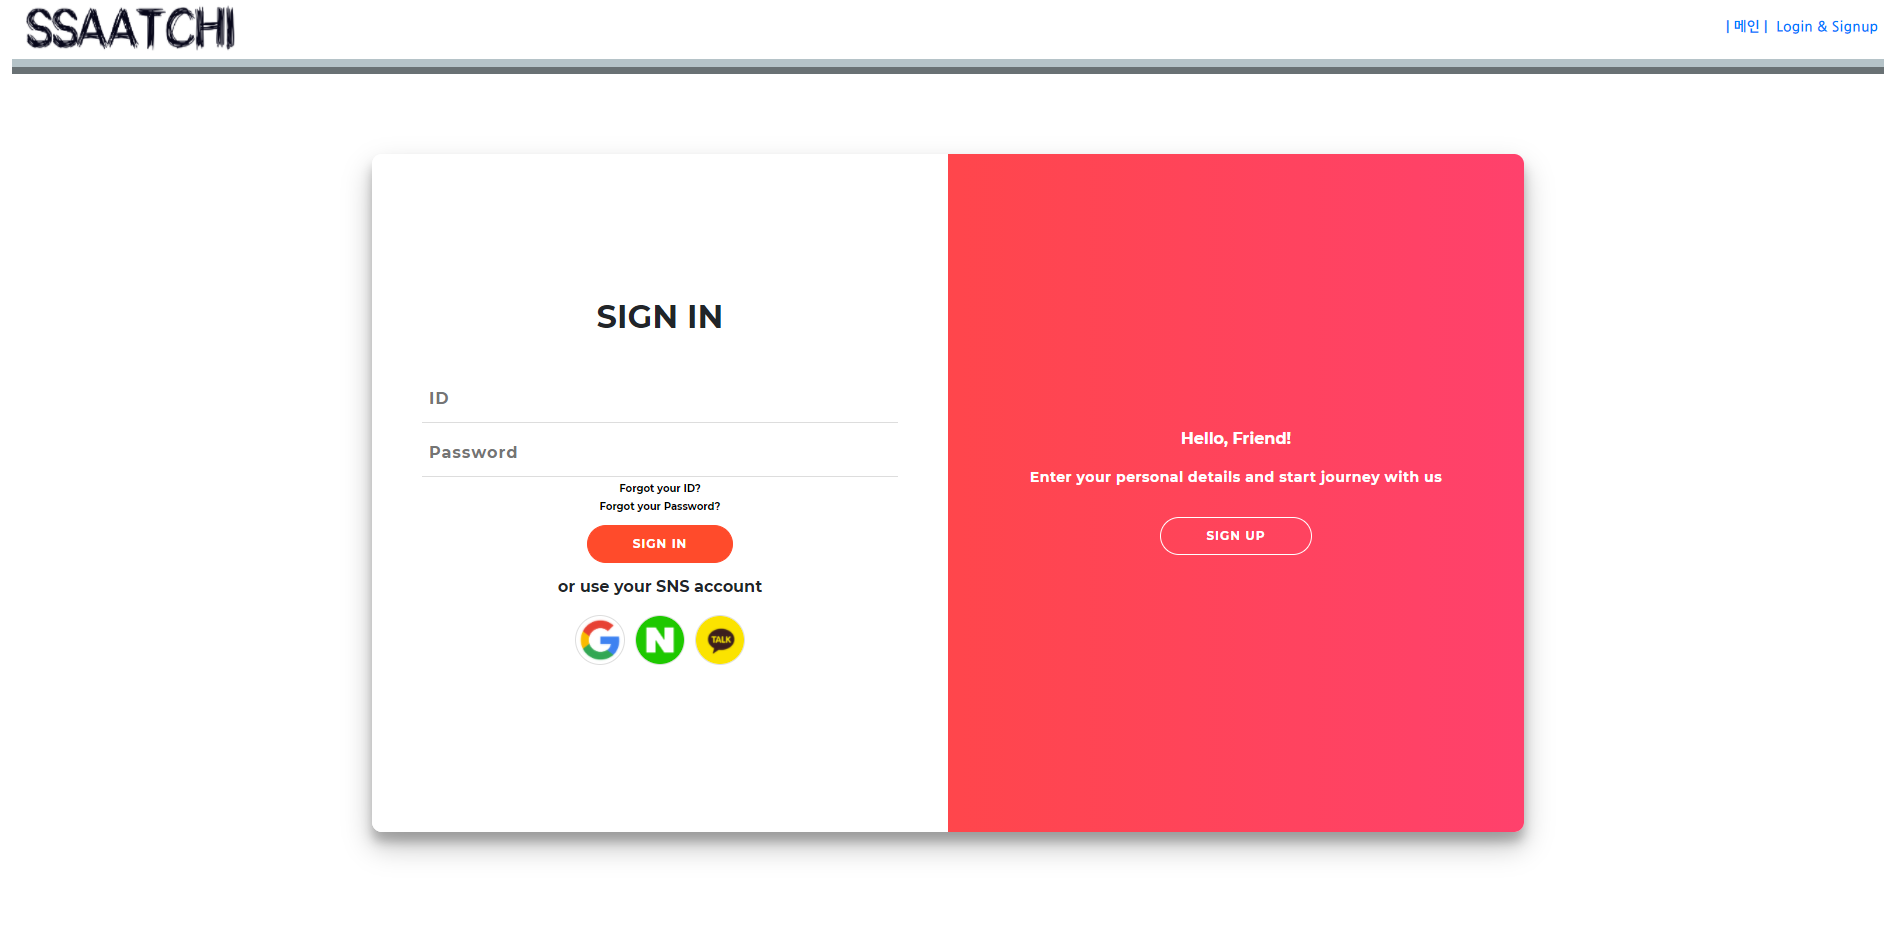 SSAATCHI
| 메인 | Login & Signup
SIGN IN
ID
Password
Forgot your ID?
Forgot your Password?
SIGN IN
or use your SNS account
G N TALK
Hello, Friend!
Enter your personal details and start journey with us
SIGN UP